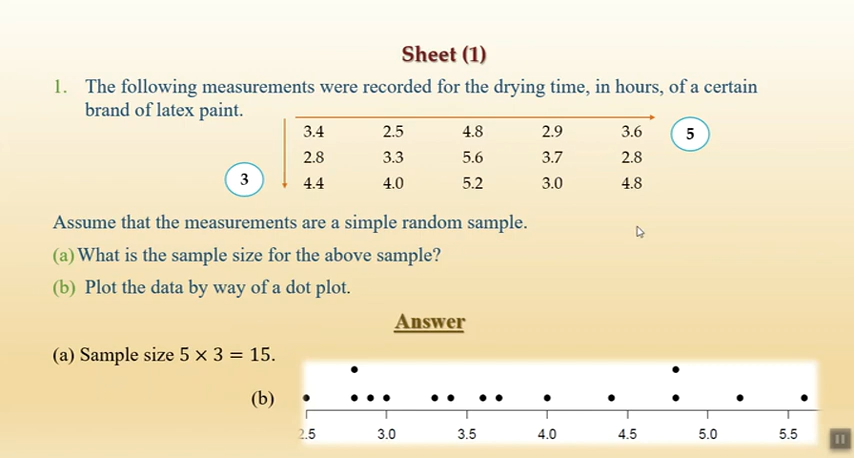 Sheet (1)
1. The following measurements were recorded for the drying time, in hours, of a certain
brand of latex paint.
3.4 2.5 4.8 2.9 3.6 5
2.8 3.3 5.6 3.7 2.8
3 4.4 4.0 5.2 3.0 4.8
Assume that the measurements are a simple random sample.
(a) What is the sample size for the above sample?
(b) Plot the data by way of a dot plot.
Answer
(a) Sample size 5 × 3 = 15.
(b)
2.5 3.0 3.5 4.0 4.5 5.0 5.5